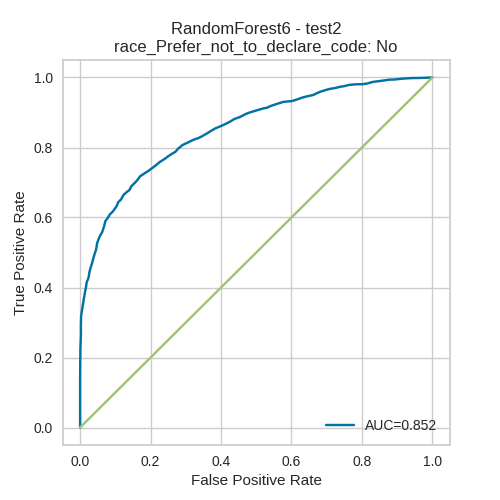 RandomForest6 - test2
race_Prefer_not_to_declare_code: No
1.0
0.8
0.6
0.4
0.2
0.0
True Positive Rate
AUC=0.852
0.0 0.2 0.4 0.6 0.8 1.0
False Positive Rate